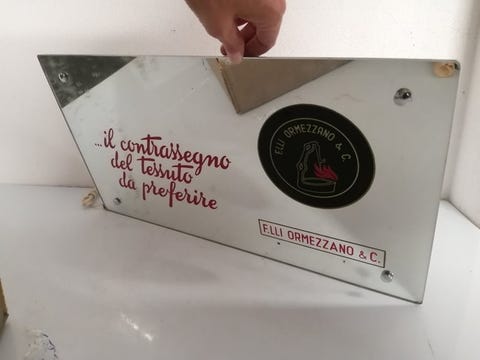 ...il contrassegno
del tessuto
da preferire
F.LLI ORMEZZANO & C.
F.LLI ORMEZZANO & C.